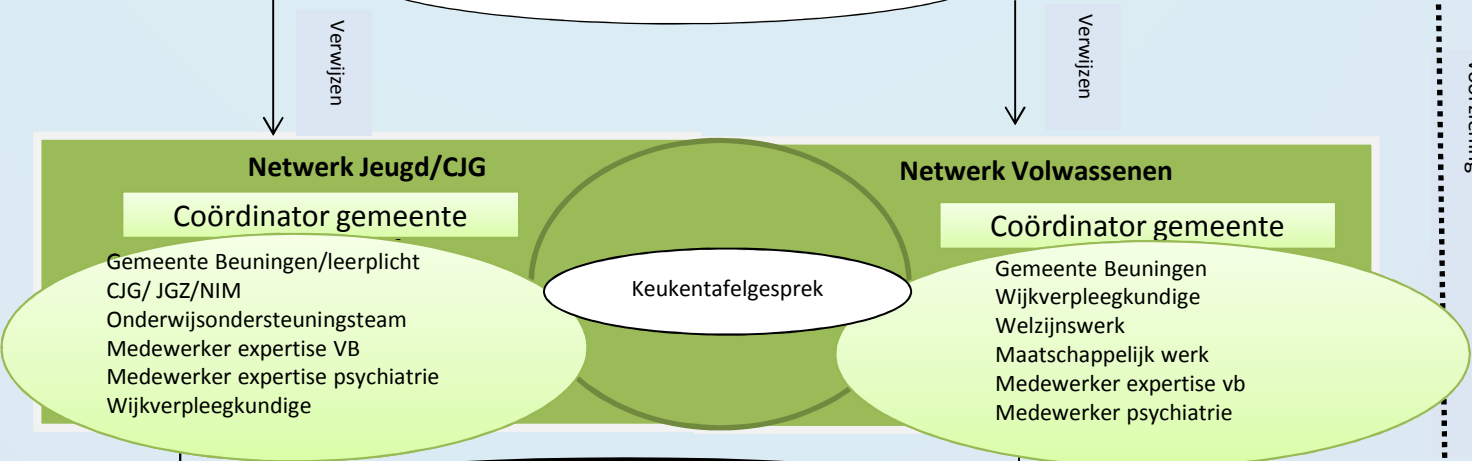 Verwijzen
Verwijzen
Netwerk Jeugd/CJG
Coördinator gemeente
Gemeente Beuningen/leerplicht
CJG/ JGZ/NIM
Onderwijsondersteuningsteam
Medewerker expertise VB
Medewerker expertise psychiatrie
Wijkverpleegkundige
Keukentafelgesprek
Netwerk Volwassenen
Coördinator gemeente
Gemeente Beuningen
Wijkverpleegkundige
Welzijnswerk
Maatschappelijk werk
Medewerker expertise vb
Medewerker psychiatrie